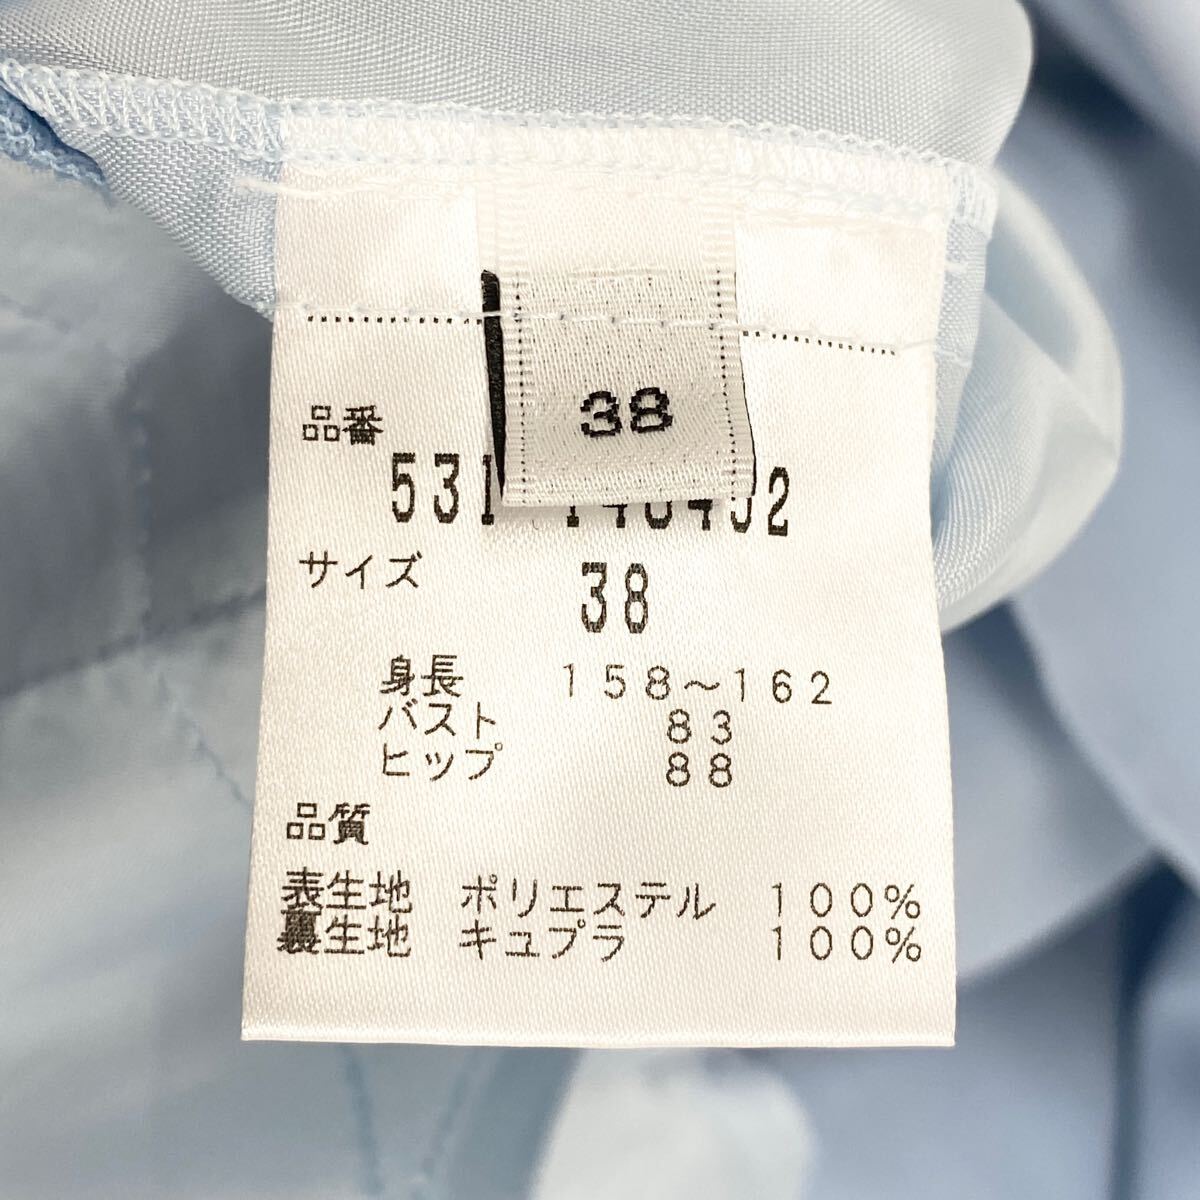 38
品番
531
サイズ 38
身長 158～162
バスト 83
ヒップ 88
品質
表生地 ポリエステル 100%
裏生地 キュプラ 100%